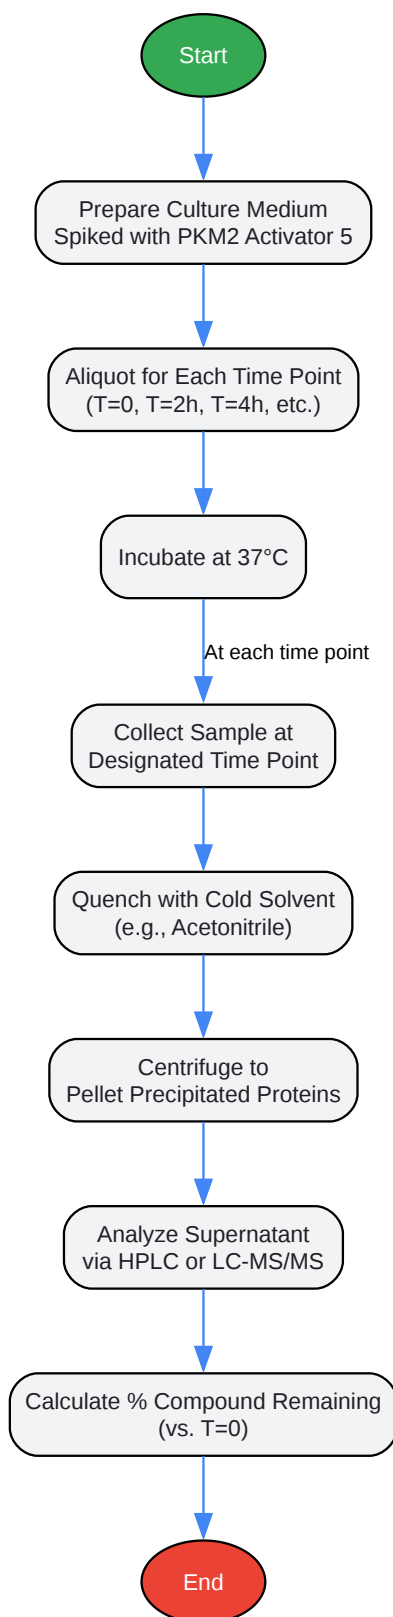 Start
Prepare Culture Medium
Spiked with PKM2 Activator 5
Aliquot for Each Time Point
(T=0, T=2h, T=4h, etc.)
Incubate at 37°C
At each time point
Collect Sample at
Designated Time Point
Quench with Cold Solvent
(e.g., Acetonitrile)
Centrifuge to
Pellet Precipitated Proteins
Analyze Supernatant
via HPLC or LC-MS/MS
Calculate % Compound Remaining
(vs. T=0)
End